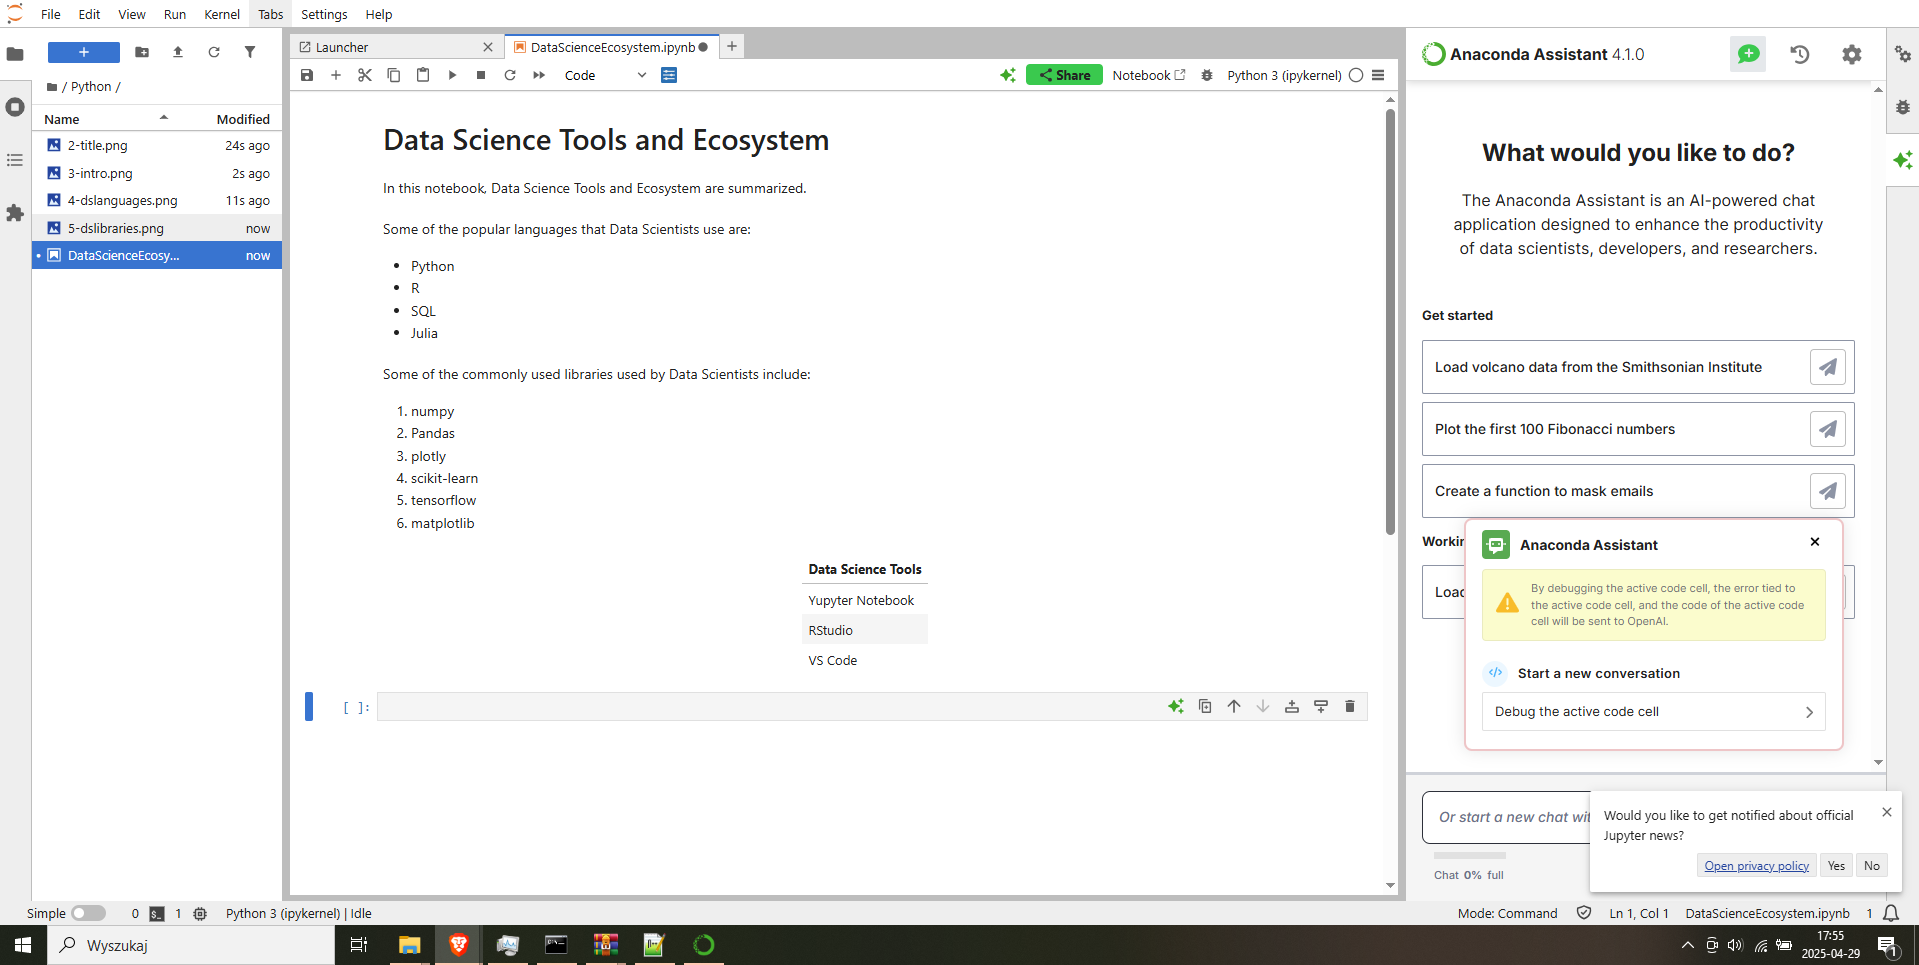 File Edit View Run Kernel Tabs Settings Help
+
/ Python /
Name Modified
2-title.png 24s ago
3-intro.png 2s ago
4-dslanguages.png 11s ago
5-dslibraries.png now
DataScienceEcosy... now
Launcher
DataScienceEcosystem.ipynb
Code
Share
Notebook
Python 3 (ipykernel)
Data Science Tools and Ecosystem
In this notebook, Data Science Tools and Ecosystem are summarized.
Some of the popular languages that Data Scientists use are:
• Python
• R
• SQL
• Julia
Some of the commonly used libraries used by Data Scientists include:
1. numpy
2. Pandas
3. plotly
4. scikit-learn
5. tensorflow
6. matplotlib
Data Science Tools
Yupyter Notebook
RStudio
VS Code
[ ]:
Anaconda Assistant 4.1.0
What would you like to do?
The Anaconda Assistant is an AI-powered chat
application designed to enhance the productivity
of data scientists, developers, and researchers.
Get started
Load volcano data from the Smithsonian Institute
Plot the first 100 Fibonacci numbers
Create a function to mask emails
Workin
Load
Anaconda Assistant
By debugging the active code cell, the error tied to
the active code cell, and the code of the active code
cell will be sent to OpenAI.
Start a new conversation
Debug the active code cell
Or start a new chat wit
Chat 0% full
Would you like to get notified about official
Jupyter news?
Open privacy policy Yes No
Simple 0 1 Python 3 (ipykernel) | Idle
Mode: Command Ln 1, Col 1 DataScienceEcosystem.ipynb 1
Wyszukaj
17:55
2025-04-29
1